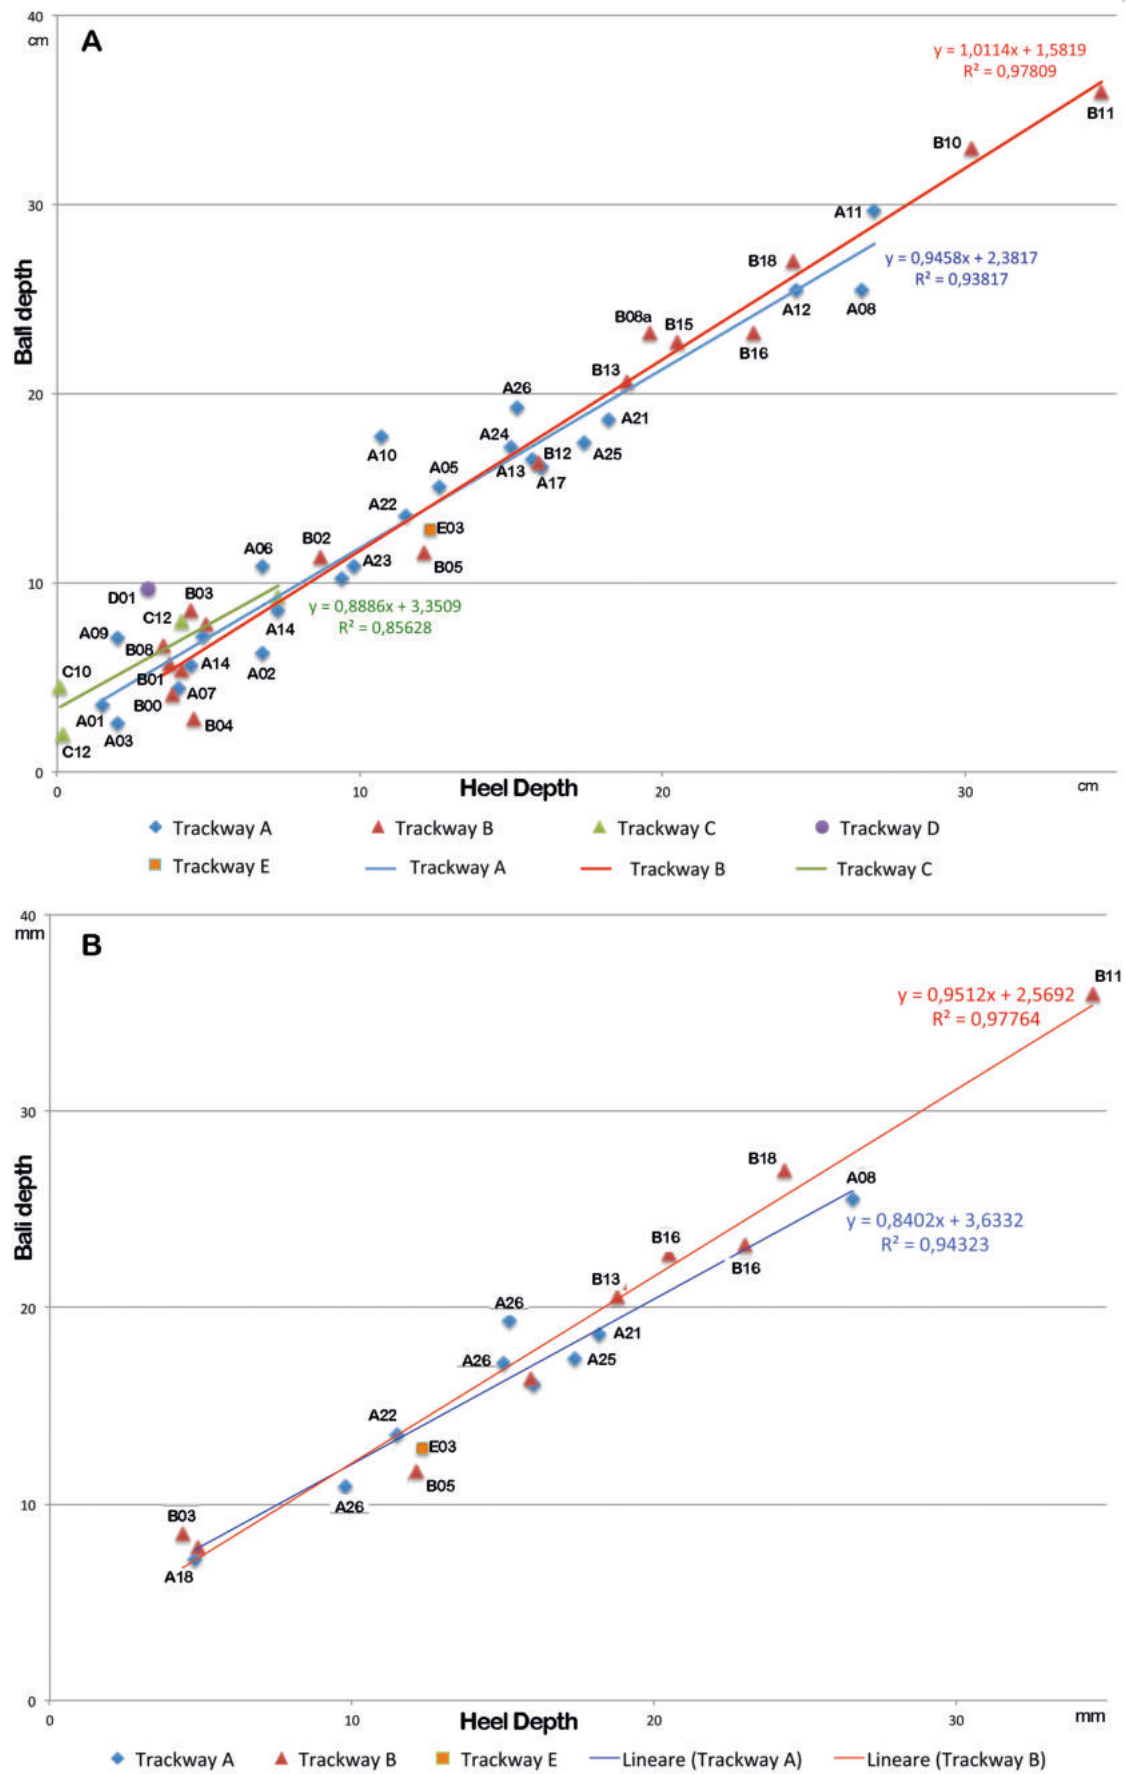 40
cm
A
y = 1,0114x + 1,5819
R² = 0,97809
B11
B10
30
A11
B18
y = 0,9458x + 2,3817
R² = 0,93817
A12
A08
B08a
B15
B16
Ball depth
B13
20
A26
A21
A24
A10
B12
A25
A13
A17
A05
A22
E03
B02
A06
A23
B05
10
D01
B03
y = 0,8886x + 3,3509
R² = 0,85628
C12
A14
A09
B08
A14
A02
C10
B01
A07
B00
A01
B04
A03
C12
0
0
10
Heel Depth
20
30
cm
Trackway A
Trackway B
Trackway C
Trackway D
Trackway E
Trackway A
Trackway B
Trackway C
40
mm
B
B11
y = 0,9512x + 2,5692
R² = 0,97764
30
B18
A08
Ball depth
y = 0,8402x + 3,6332
R² = 0,94323
B16
B16
B13
20
A26
A21
A26
A25
A22
E03
B05
10
A26
B03
A18
0
0
10
Heel Depth
20
30
mm
Trackway A
Trackway B
Trackway E
Lineare (Trackway A)
Lineare (Trackway B)